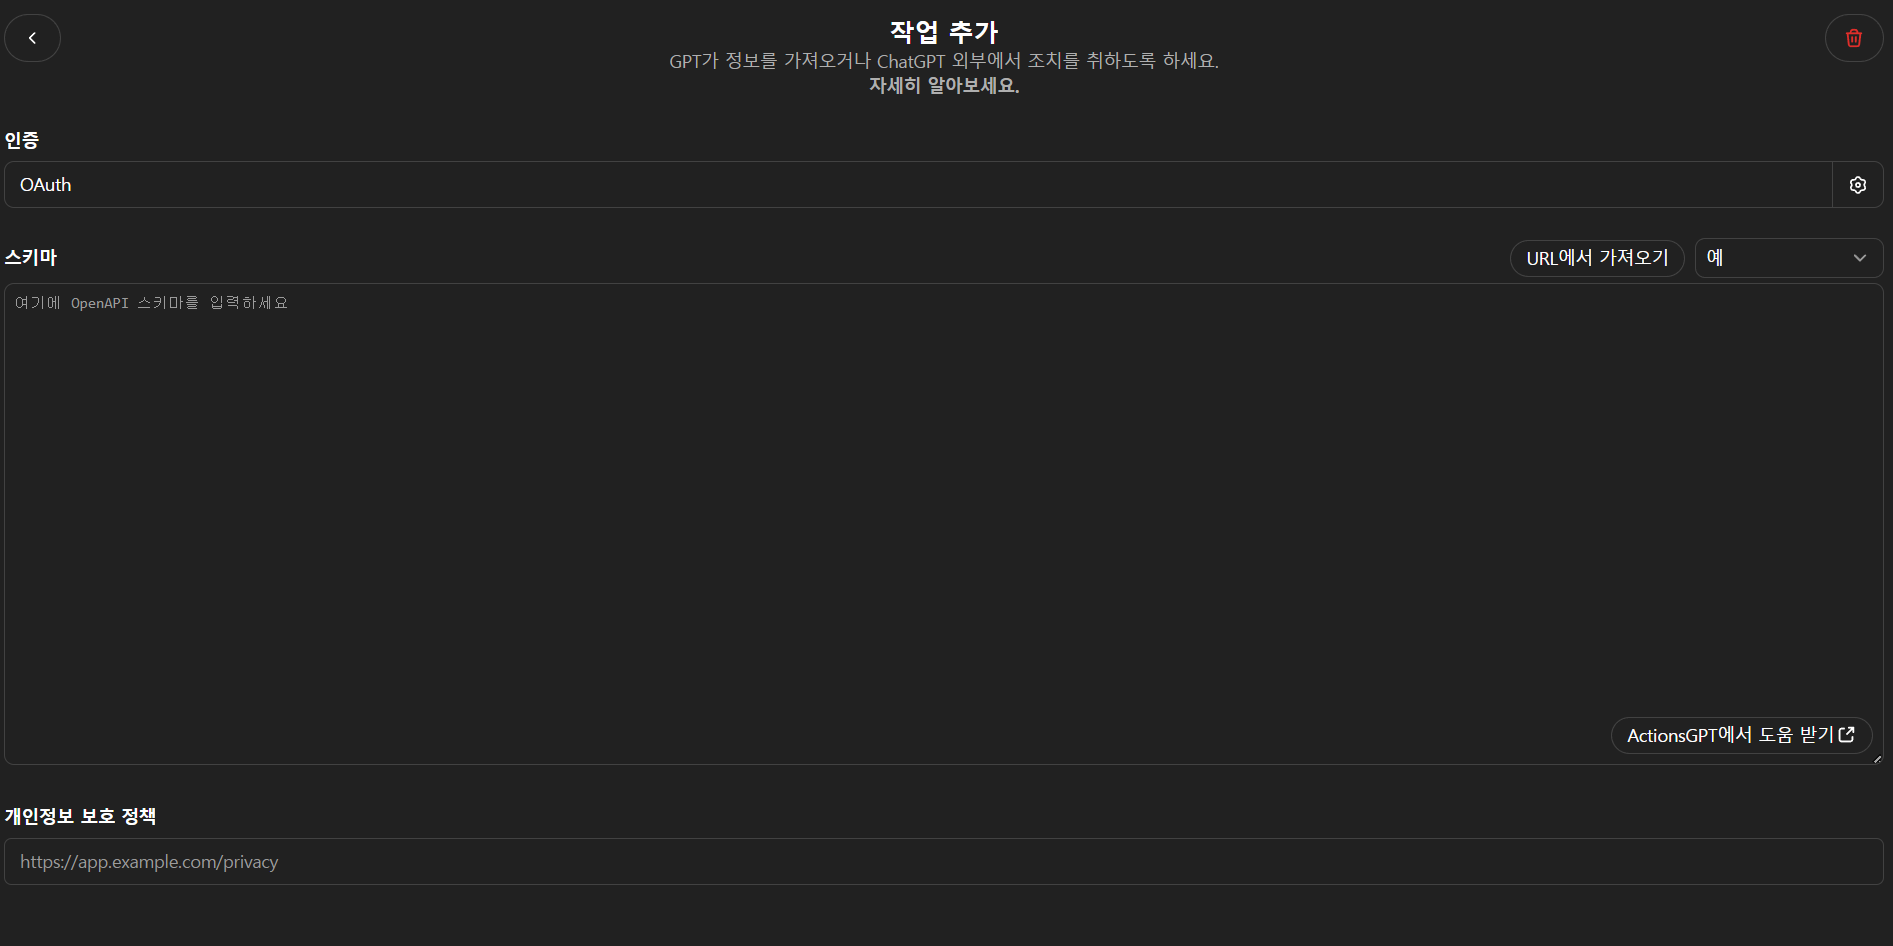 작업 추가
GPT가 정보를 가져오거나 ChatGPT 외부에서 조치를 취하도록 하세요.
자세히 알아보세요.
인증
OAuth
스키마
URL에서 가져오기
예
여기에 OpenAPI 스키마를 입력하세요
ActionsGPT에서 도움 받기
개인정보 보호 정책
https://app.example.com/privacy